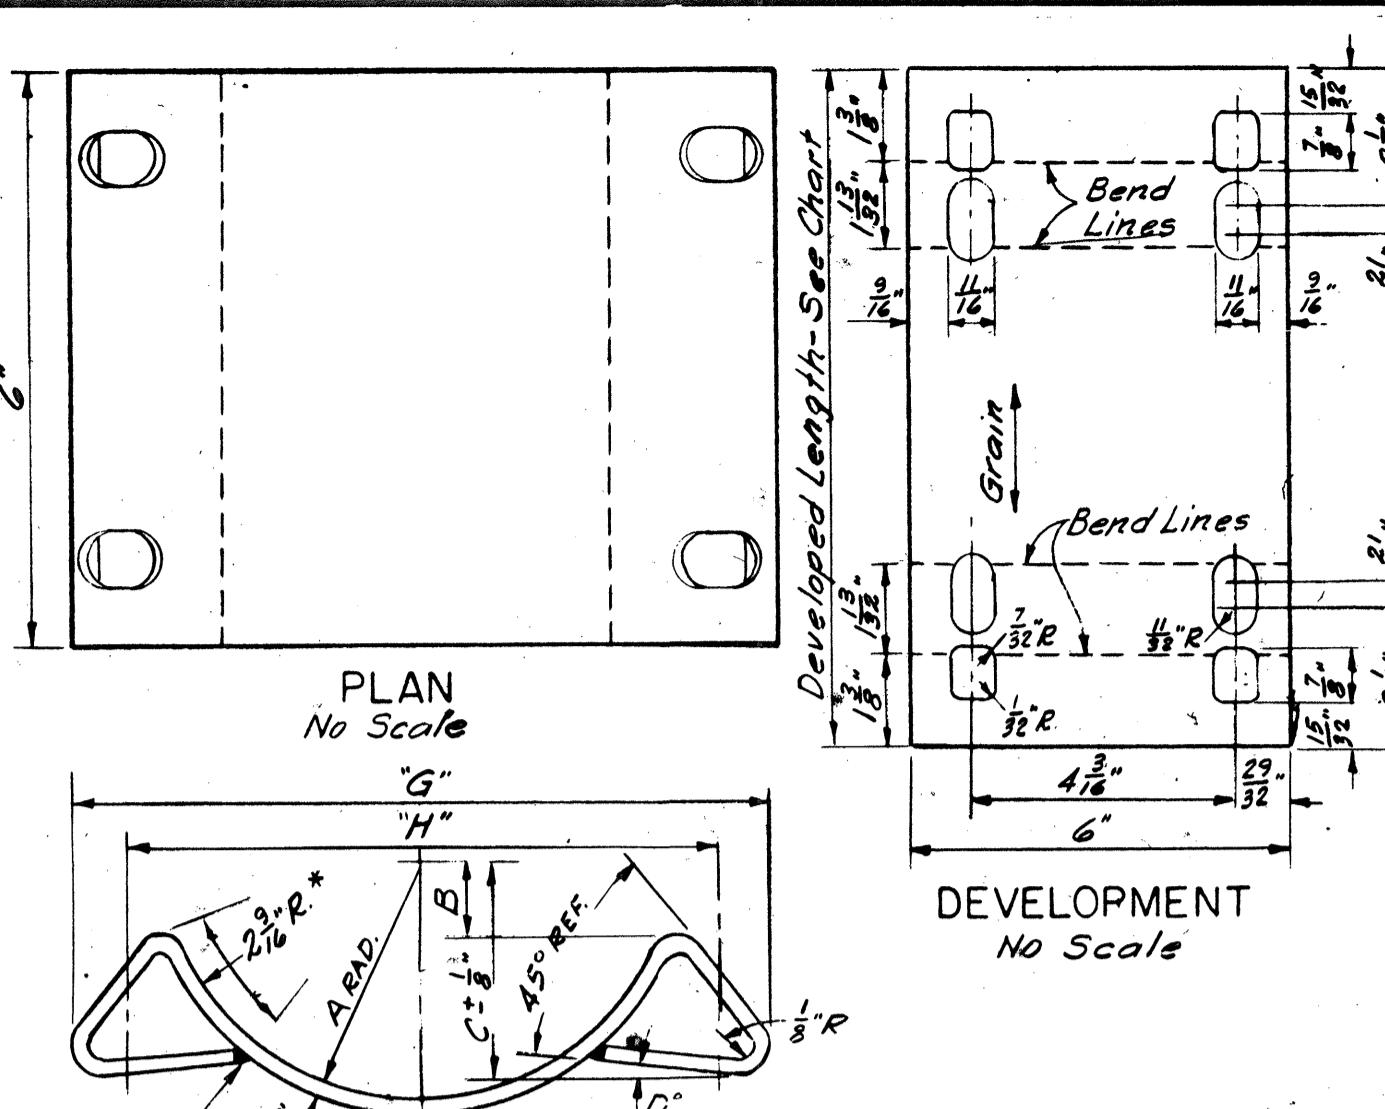 6"
PLAN
No Scale
Developed Length-See Chart
1 3/8"
1 3/32"
9/16"
11/16"
11/16"
9/16"
15/32"
7/8"
Bend
Lines
Grain
Bend Lines
1 3/32"
1 3/8"
7/32" R
11/32" R
1/32" R.
7/8"
15/32"
4 3/16"
29/32"
6"
DEVELOPMENT
No Scale
"G"
"H"
2 9/16" R.*
A RAD.
B
C ± 1/8"
45° REF.
1/8" R
D°